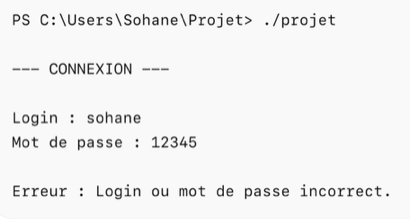 PS C:\Users\Sohane\Projet> ./projet
--- CONNEXION ---
Login : sohane
Mot de passe : 12345
Erreur : Login ou mot de passe incorrect.